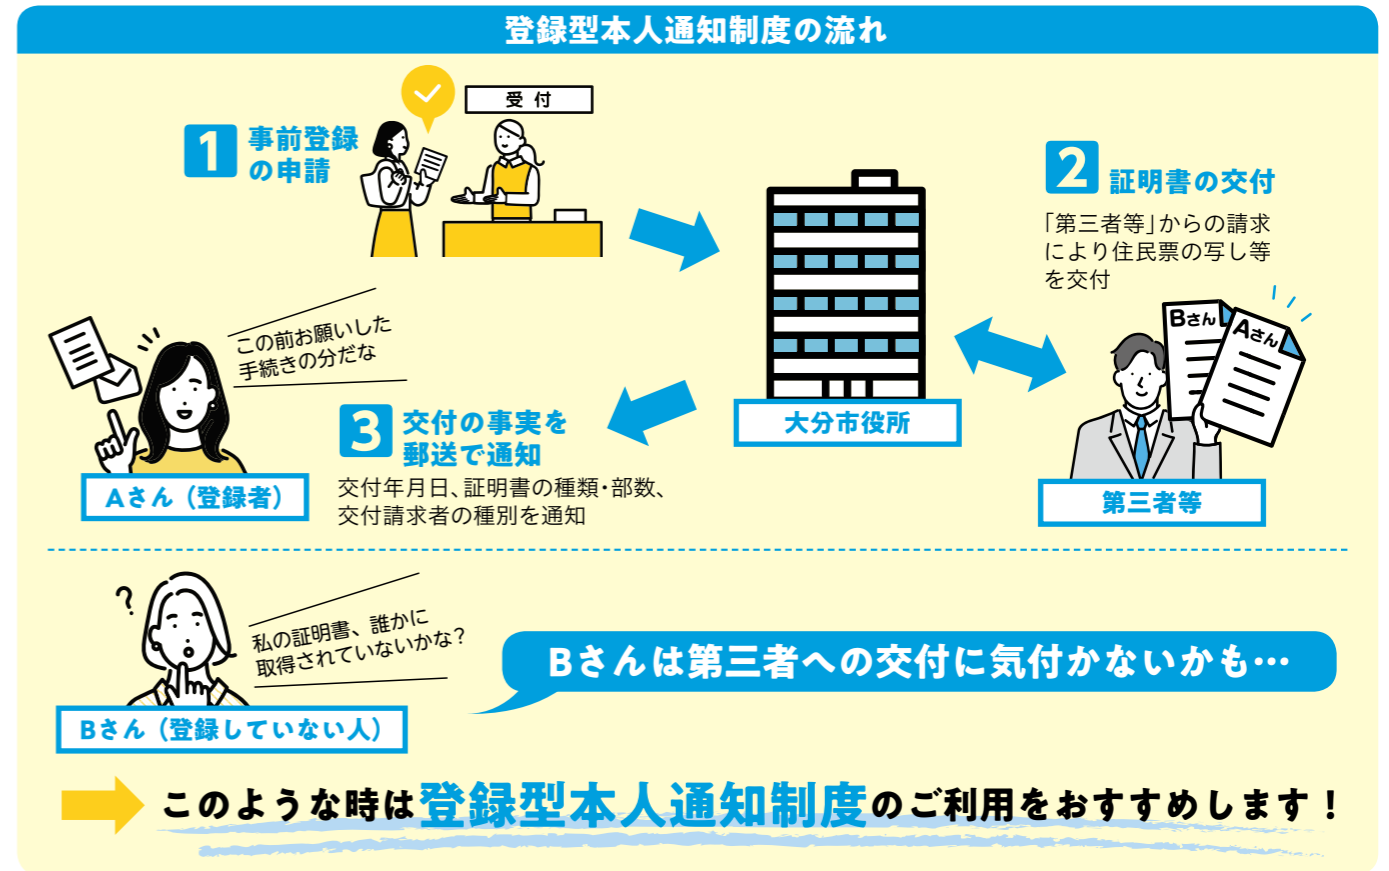 登録型本人通知制度の流れ
受付
1 事前登録
の申請
2 証明書の交付
「第三者等」からの請求
により住民票の写し等
を交付
Bさん
Aさん
第三者等
大分市役所
3 交付の事実を
郵送で通知
交付年月日、証明書の種類・部数、
交付請求者の種別を通知
この前お願いした
手続きの分だな
Aさん（登録者）
?
私の証明書、誰かに
取得されていないかな？
Bさん（登録していない人）
Bさんは第三者への交付に気付かないかも…
このような時は登録型本人通知制度のご利用をおすすめします！